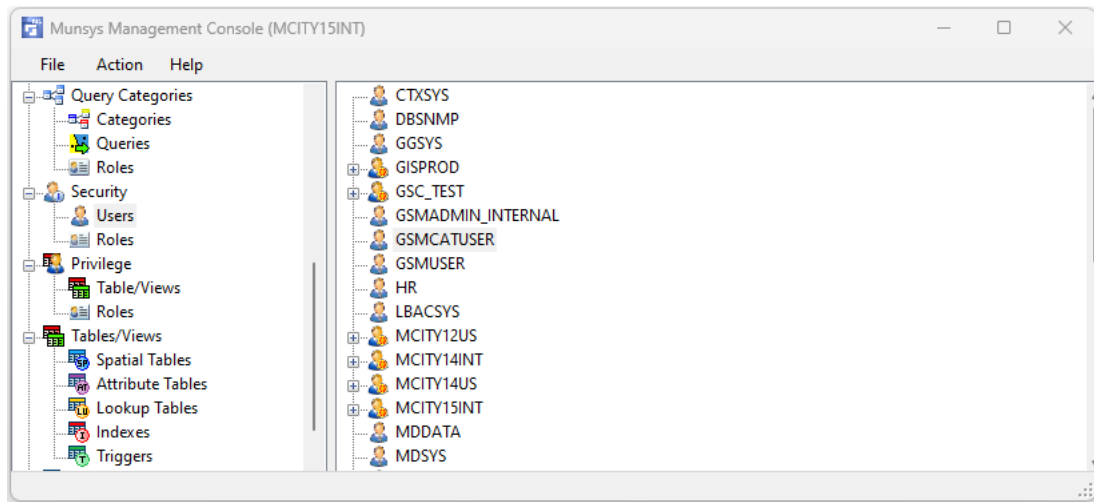 Munsys Management Console (MCITY15INT)
File Action Help
Query Categories
Categories
Queries
Roles
Security
Users
Roles
Privilege
Table/Views
Roles
Tables/Views
Spatial Tables
Attribute Tables
Lookup Tables
Indexes
Triggers
CTXSYS
DBSNMP
GGSYS
GISPROD
GSC_TEST
GSMADMIN_INTERNAL
GSMCATUSER
GSMUSER
HR
LBACSYS
MCITY12US
MCITY14INT
MCITY14US
MCITY15INT
MDDATA
MDSYS